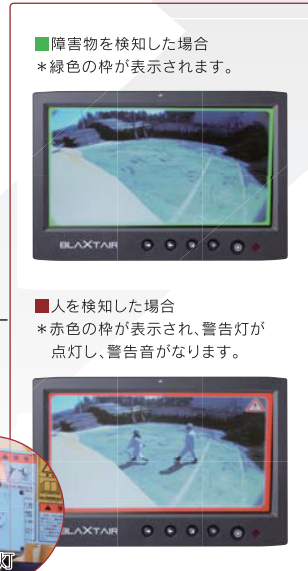 ■障害物を検知した場合
＊緑色の枠が表示されます。
BLAXTAIR
■人を検知した場合
＊赤色の枠が表示され、警告灯が
点灯し、警告音がなります。
BLAXTAIR
灯